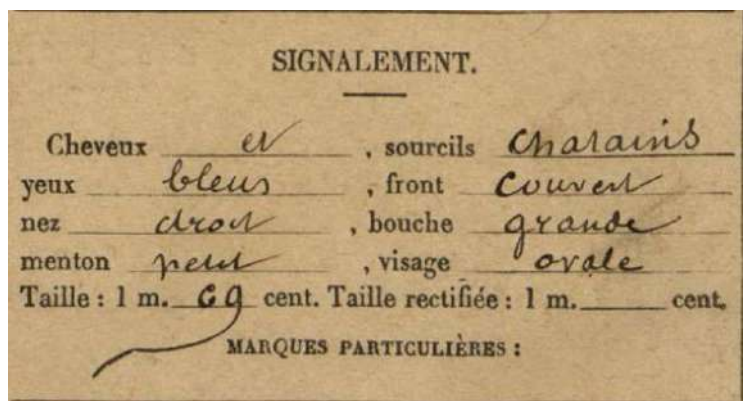 SIGNALEMENT.
Cheveux et , sourcils chatains
yeux bleus , front couvert
nez droit , bouche grande
menton petit , visage ovale
Taille : 1 m. 69 cent. Taille rectifiée : 1 m. cent.
MARQUES PARTICULIÈRES :